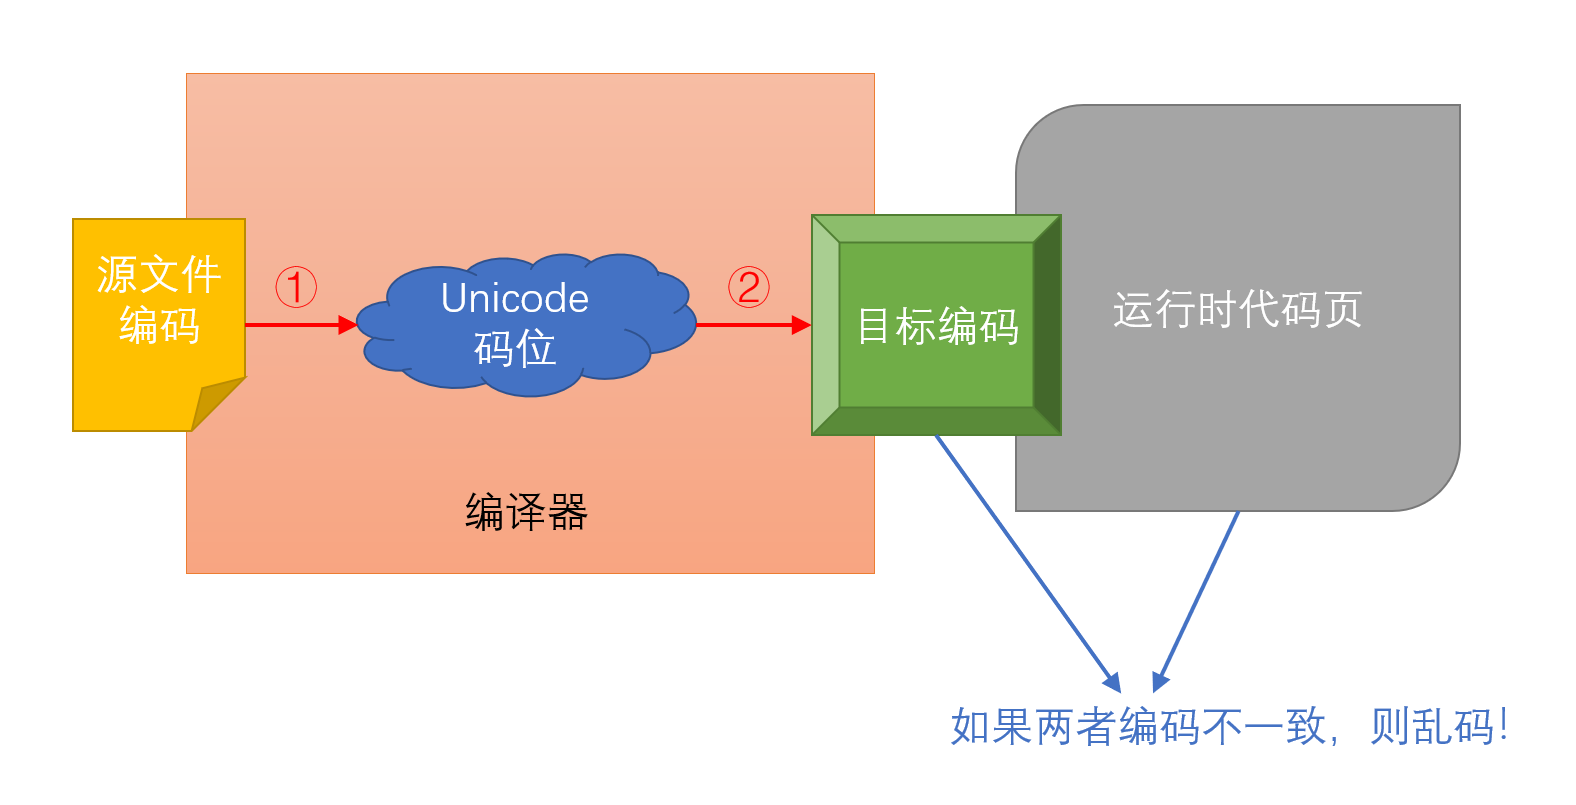 源文件
编码
①
Unicode
码位
②
目标编码
运行时代码页
编译器
如果两者编码不一致，则乱码！